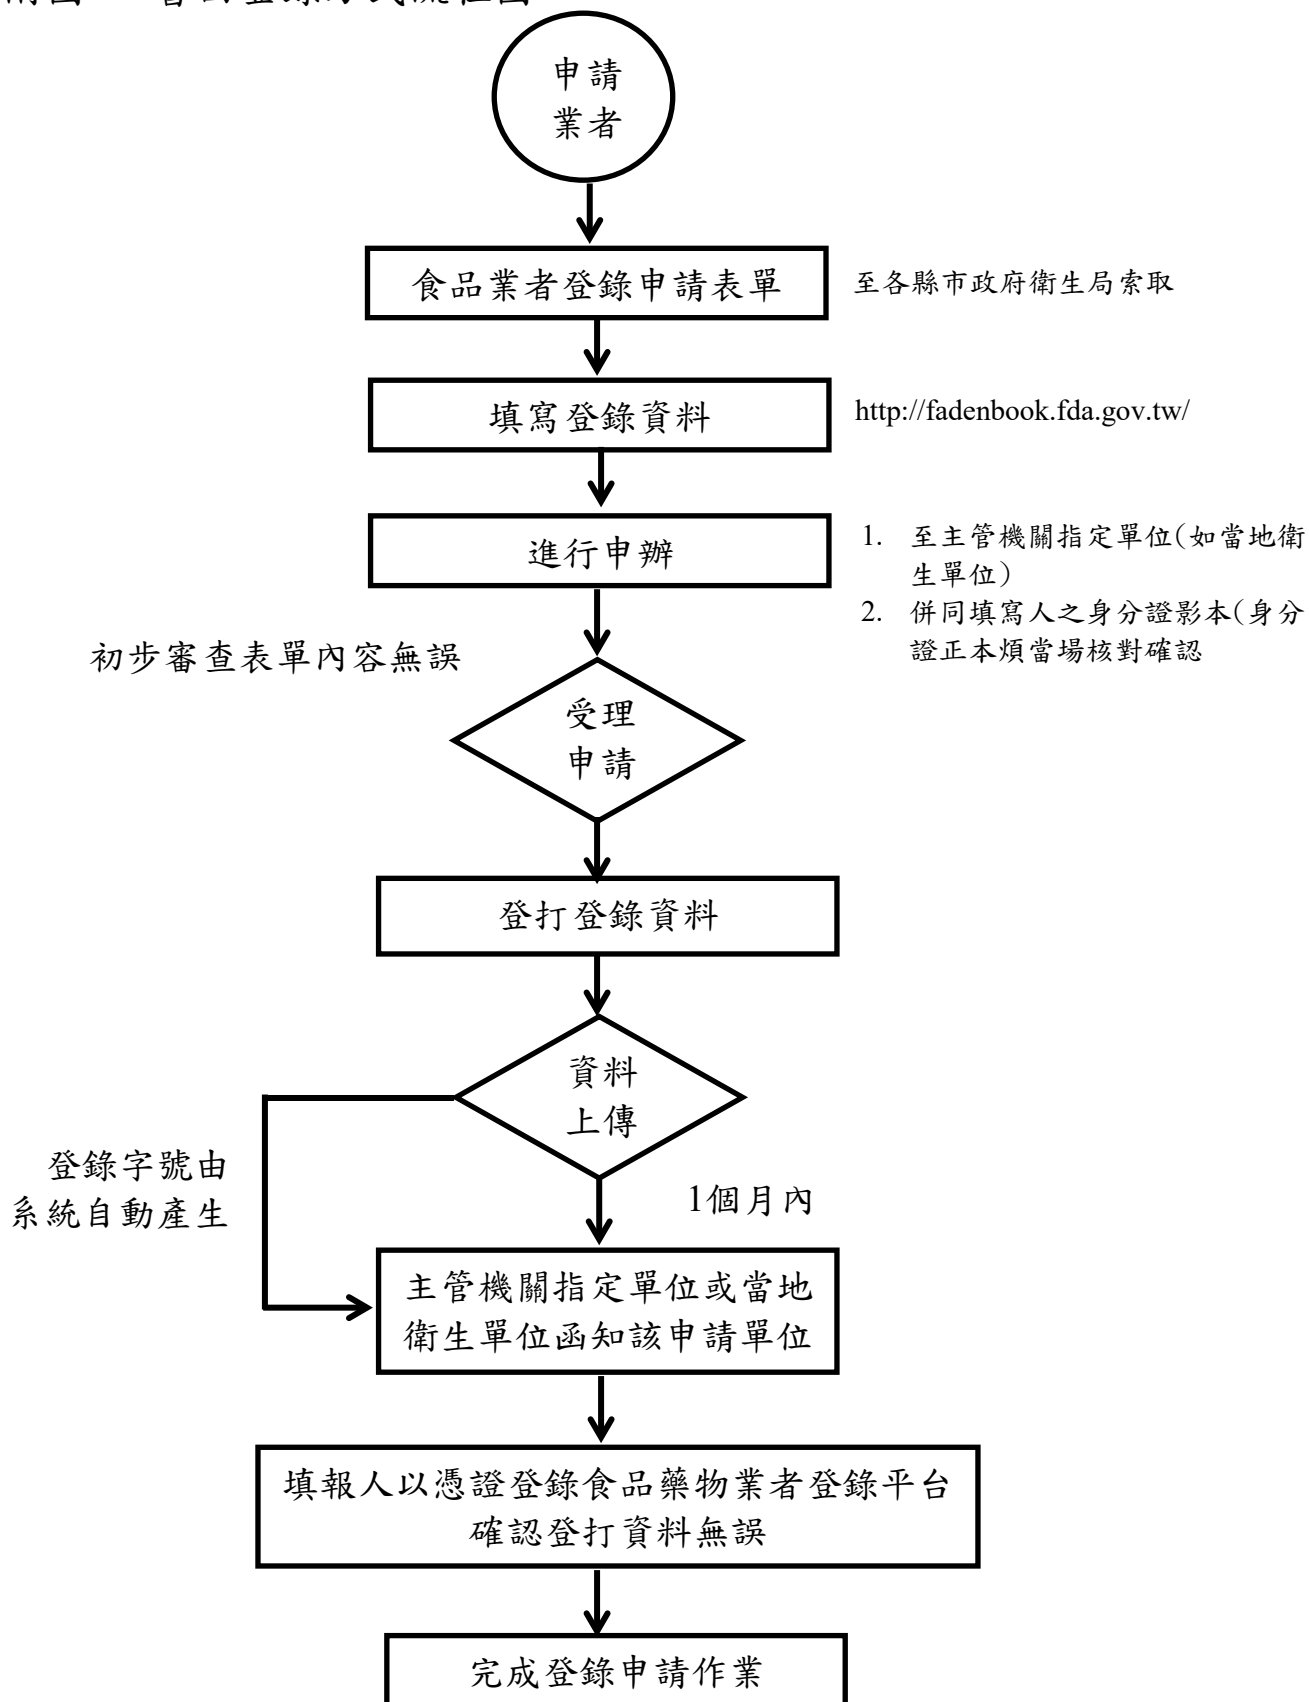 申請
業者
食品業者登錄申請表單
至各縣市政府衛生局索取
填寫登錄資料
http://fadenbook.fda.gov.tw/
進行申辦
1. 至主管機關指定單位(如當地衛
生單位)
2. 併同填寫人之身分證影本(身分
證正本煩當場核對確認
初步審查表單內容無誤
受理
申請
登打登錄資料
資料
上傳
登錄字號由
系統自動產生
1個月內
主管機關指定單位或當地
衛生單位函知該申請單位
填報人以憑證登錄食品藥物業者登錄平台
確認登打資料無誤
完成登錄申請作業